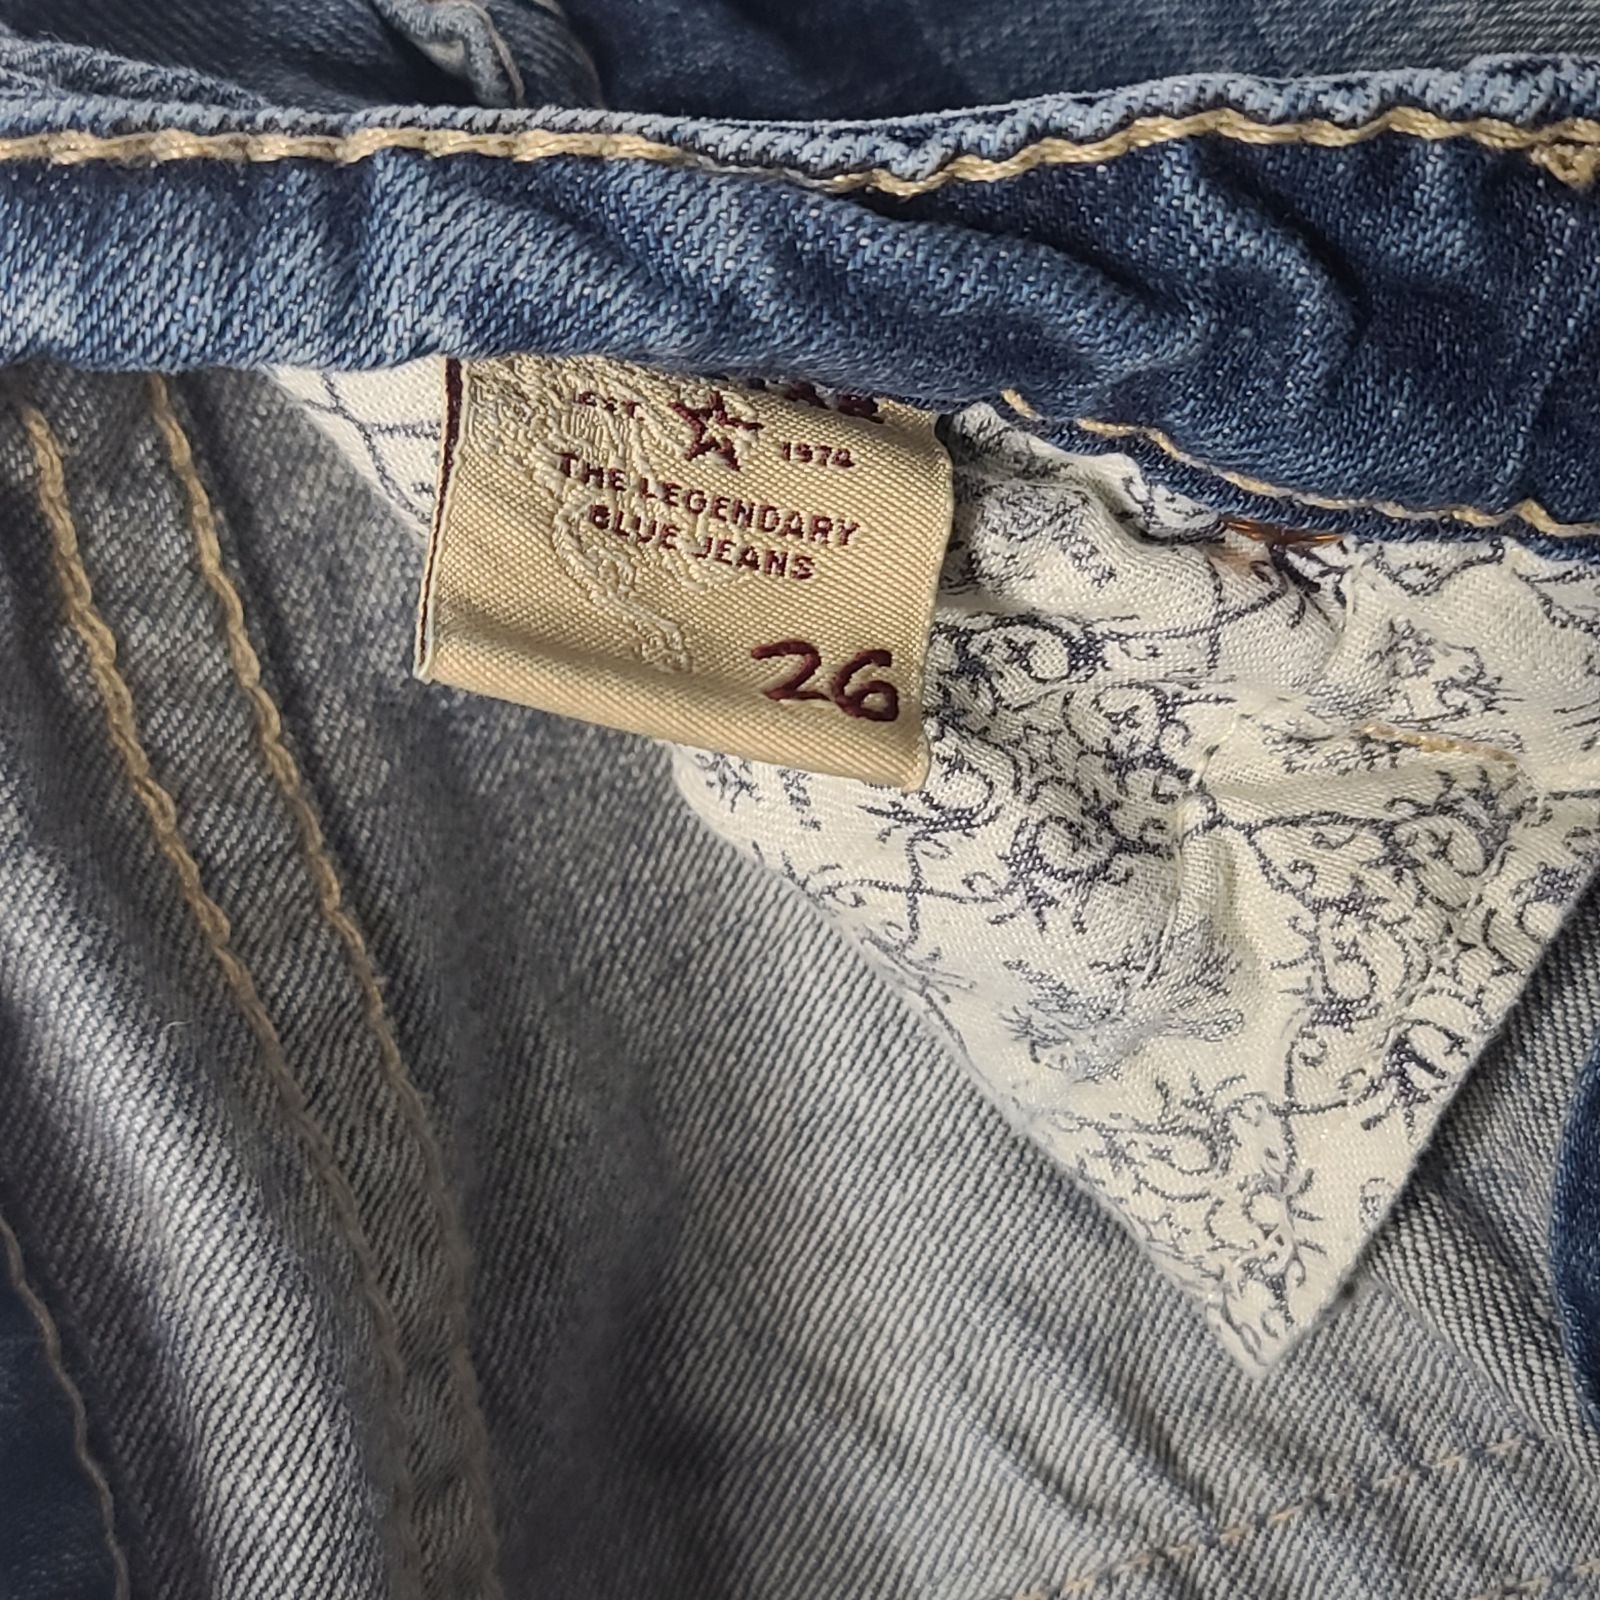 EST. 1974
THE LEGENDARY
BLUE JEANS
26